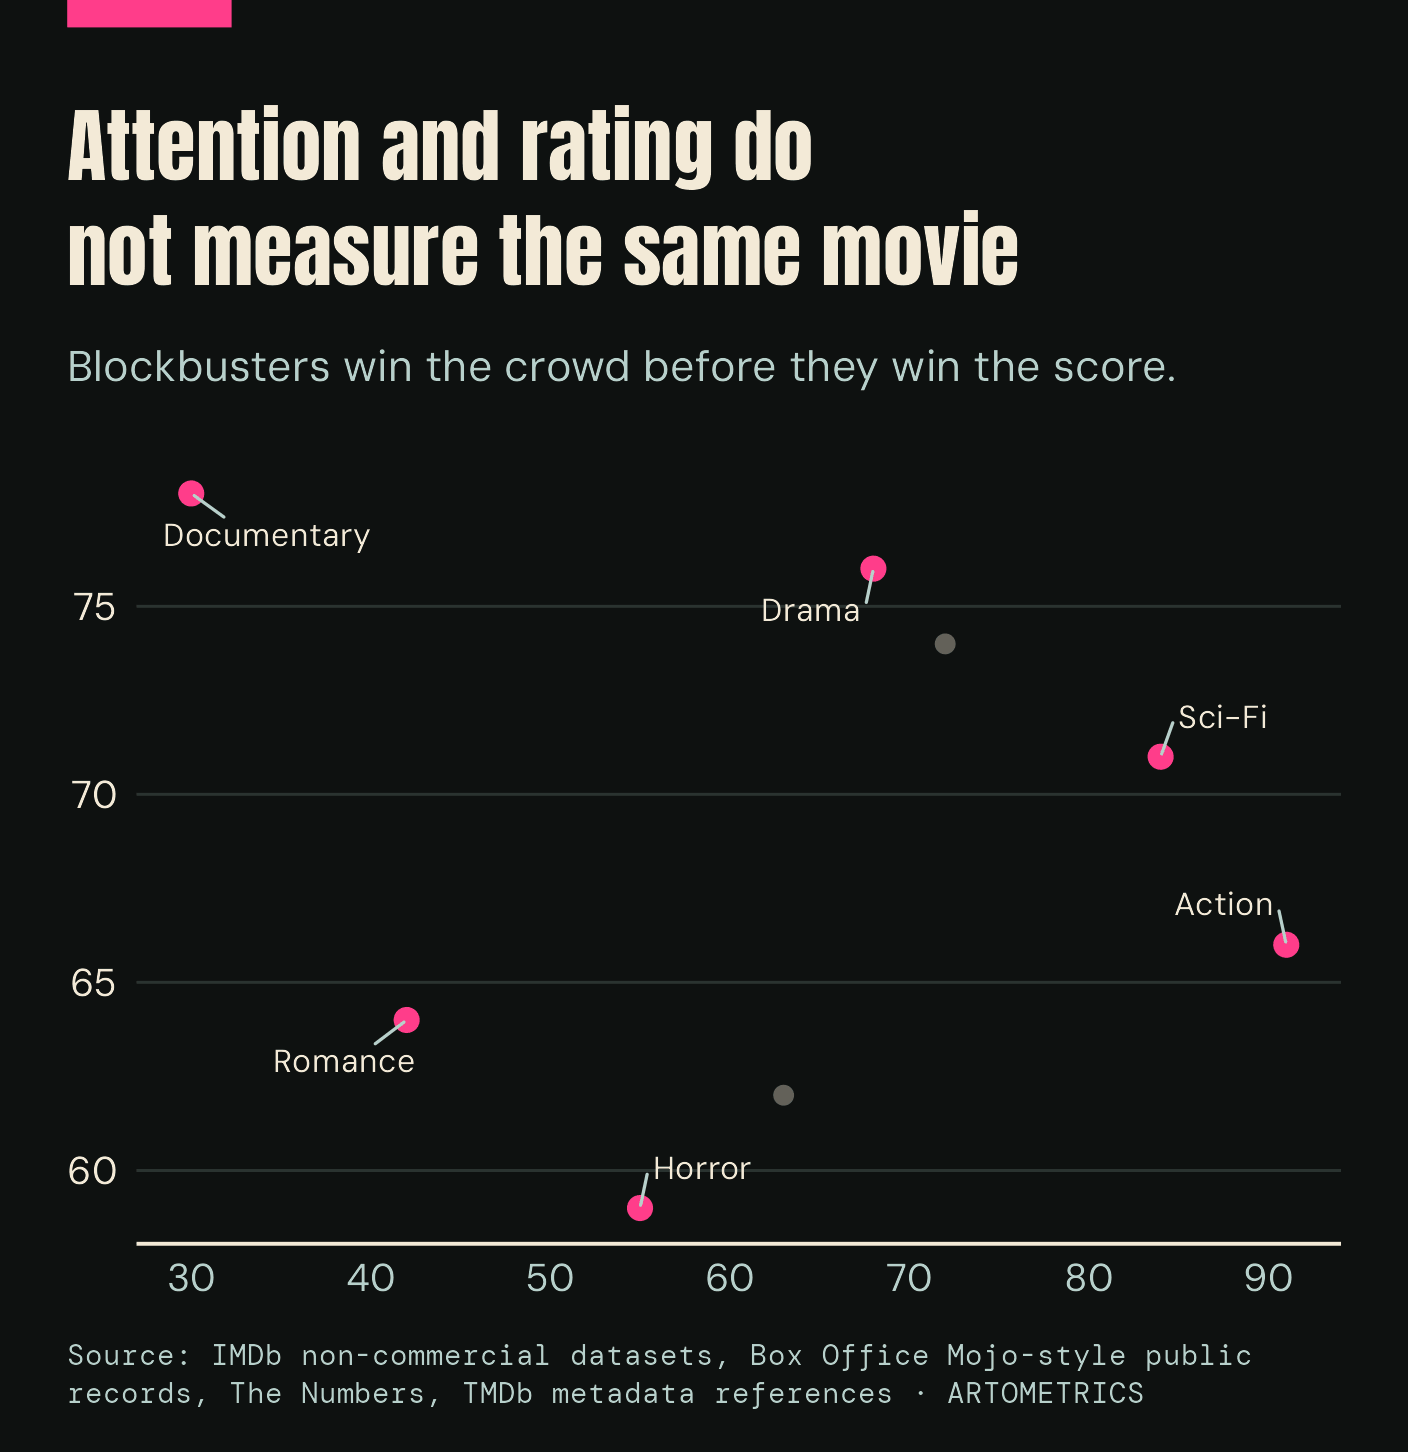 Attention and rating do
not measure the same movie
Blockbusters win the crowd before they win the score.
Documentary
75
Drama
Sci-Fi
70
Action
65
Romance
60
Horror
30 40 50 60 70 80 90
Source: IMDb non-commercial datasets, Box Office Mojo-style public
records, The Numbers, TMDb metadata references · ARTOMETRICS